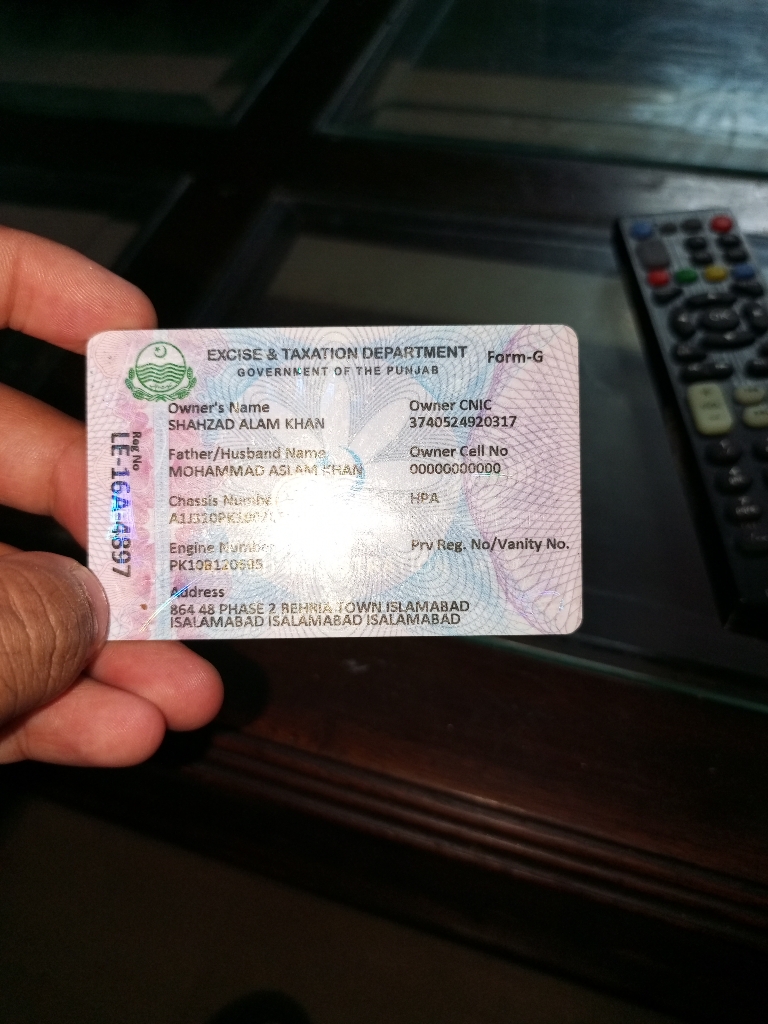 EXCISE & TAXATION DEPARTMENT
Form-G
GOVERNMENT OF THE PUNJAB
Reg No
LE-16A-4897
Owner's Name
SHAHZAD ALAM KHAN
Owner CNIC
3740524920317
Father/Husband Name
MOHAMMAD ASLAM KHAN
Owner Cell No
00000000000
Chassis Number
HPA
Engine Number
Prv Reg. No/Vanity No.
Address
864 48 PHASE 2 BEHRIA TOWN ISLAMABAD
ISALAMABAD ISALAMABAD ISALAMABAD